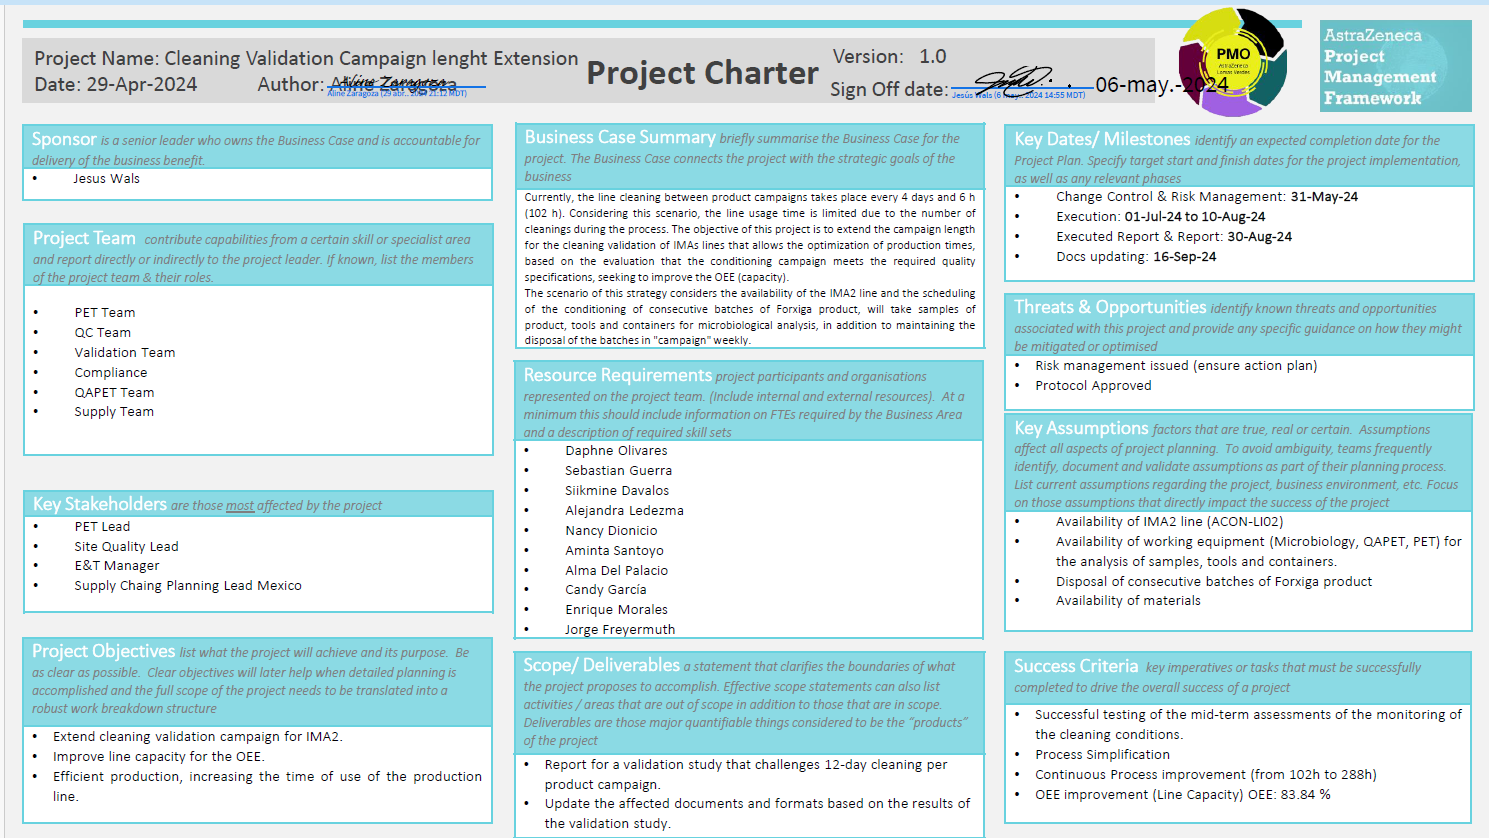 Project Name: Cleaning Validation Campaign lenght Extension
Date: 29-Apr-2024
Author: Aline Zaragoza
Aline Zaragoza (29 abr.. 2024 21:12 MDT)
Project Charter
Version: 1.0
Sign Off date:
Jesús Wals (6 may.. 2024 14:55 MDT)
06-may.-2024
PMO
AstraZeneca
Lomas Verdes
AstraZeneca
Project
Management
Framework
Sponsor is a senior leader who owns the Business Case and is accountable for
delivery of the business benefit.
• Jesus Wals
Project Team contribute capabilities from a certain skill or specialist area
and report directly or indirectly to the project leader. If known, list the members
of the project team & their roles.
• PET Team
• QC Team
• Validation Team
• Compliance
• QAPET Team
• Supply Team
Key Stakeholders are those most affected by the project
• PET Lead
• Site Quality Lead
• E&T Manager
• Supply Chaing Planning Lead Mexico
Project Objectives list what the project will achieve and its purpose. Be
as clear as possible. Clear objectives will later help when detailed planning is
accomplished and the full scope of the project needs to be translated into a
robust work breakdown structure
• Extend cleaning validation campaign for IMA2.
• Improve line capacity for the OEE.
• Efficient production, increasing the time of use of the production
line.
Business Case Summary briefly summarise the Business Case for the
project. The Business Case connects the project with the strategic goals of the
business
Currently, the line cleaning between product campaigns takes place every 4 days and 6 h
(102 h). Considering this scenario, the line usage time is limited due to the number of
cleanings during the process. The objective of this project is to extend the campaign length
for the cleaning validation of IMAs lines that allows the optimization of production times,
based on the evaluation that the conditioning campaign meets the required quality
specifications, seeking to improve the OEE (capacity).
The scenario of this strategy considers the availability of the IMA2 line and the scheduling
of the conditioning of consecutive batches of Forxiga product, will take samples of
product, tools and containers for microbiological analysis, in addition to maintaining the
disposal of the batches in "campaign" weekly.
Resource Requirements project participants and organisations
represented on the project team. (Include internal and external resources). At a
minimum this should include information on FTEs required by the Business Area
and a description of required skill sets
• Daphne Olivares
• Sebastian Guerra
• Siikmine Davalos
• Alejandra Ledezma
• Nancy Dionicio
• Aminta Santoyo
• Alma Del Palacio
• Candy García
• Enrique Morales
• Jorge Freyermuth
Scope/ Deliverables a statement that clarifies the boundaries of what
the project proposes to accomplish. Effective scope statements can also list
activities / areas that are out of scope in addition to those that are in scope.
Deliverables are those major quantifiable things considered to be the “products”
of the project
• Report for a validation study that challenges 12-day cleaning per
product campaign.
• Update the affected documents and formats based on the results of
the validation study.
Key Dates/ Milestones identify an expected completion date for the
Project Plan. Specify target start and finish dates for the project implementation,
as well as any relevant phases
• Change Control & Risk Management: 31-May-24
• Execution: 01-Jul-24 to 10-Aug-24
• Executed Report & Report: 30-Aug-24
• Docs updating: 16-Sep-24
Threats & Opportunities identify known threats and opportunities
associated with this project and provide any specific guidance on how they might
be mitigated or optimised
• Risk management issued (ensure action plan)
• Protocol Approved
Key Assumptions factors that are true, real or certain. Assumptions
affect all aspects of project planning. To avoid ambiguity, teams frequently
identify, document and validate assumptions as part of their planning process.
List current assumptions regarding the project, business environment, etc. Focus
on those assumptions that directly impact the success of the project
• Availability of IMA2 line (ACON-LI02)
• Availability of working equipment (Microbiology, QAPET, PET) for
the analysis of samples, tools and containers.
• Disposal of consecutive batches of Forxiga product
• Availability of materials
Success Criteria key imperatives or tasks that must be successfully
completed to drive the overall success of a project
• Successful testing of the mid-term assessments of the monitoring of
the cleaning conditions.
• Process Simplification
• Continuous Process improvement (from 102h to 288h)
• OEE improvement (Line Capacity) OEE: 83.84 %